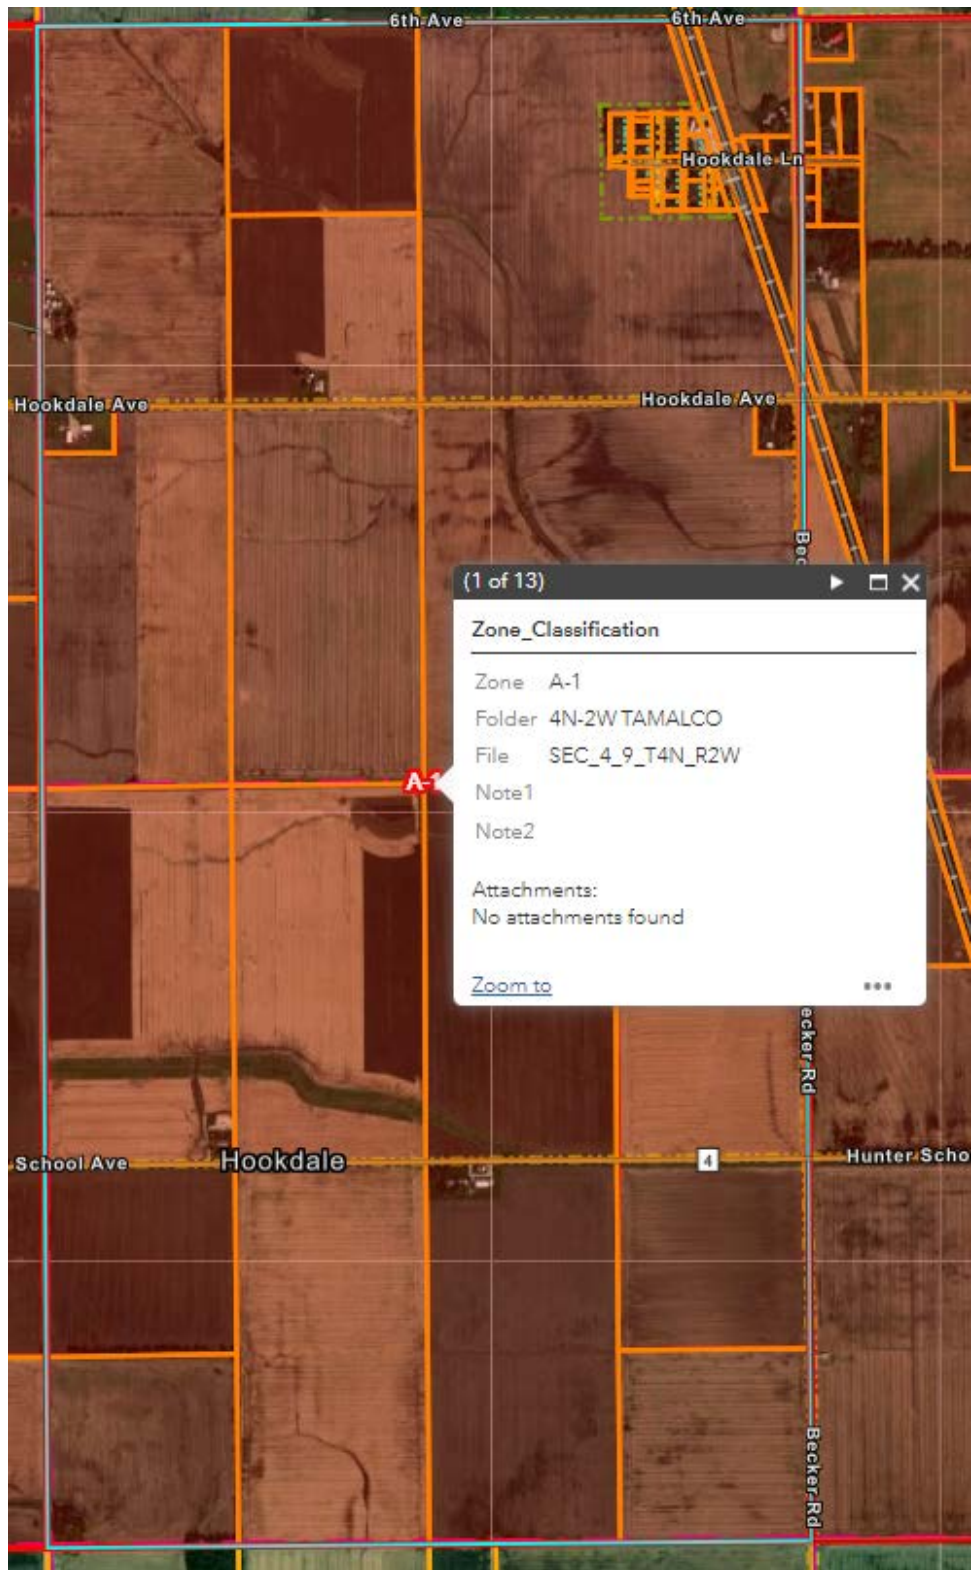 6th Ave
6th Ave
Hookdale Ln
Hookdale Ave
Hookdale Ave
Bec
(1 of 13)
Zone_Classification
Zone A-1
Folder 4N-2W TAMALCO
File SEC_4_9_T4N_R2W
A-1
Note1
Note2
Attachments:
No attachments found
Zoom to
ecker Rd
School Ave
Hookdale
4
Hunter Scho
Becker Rd